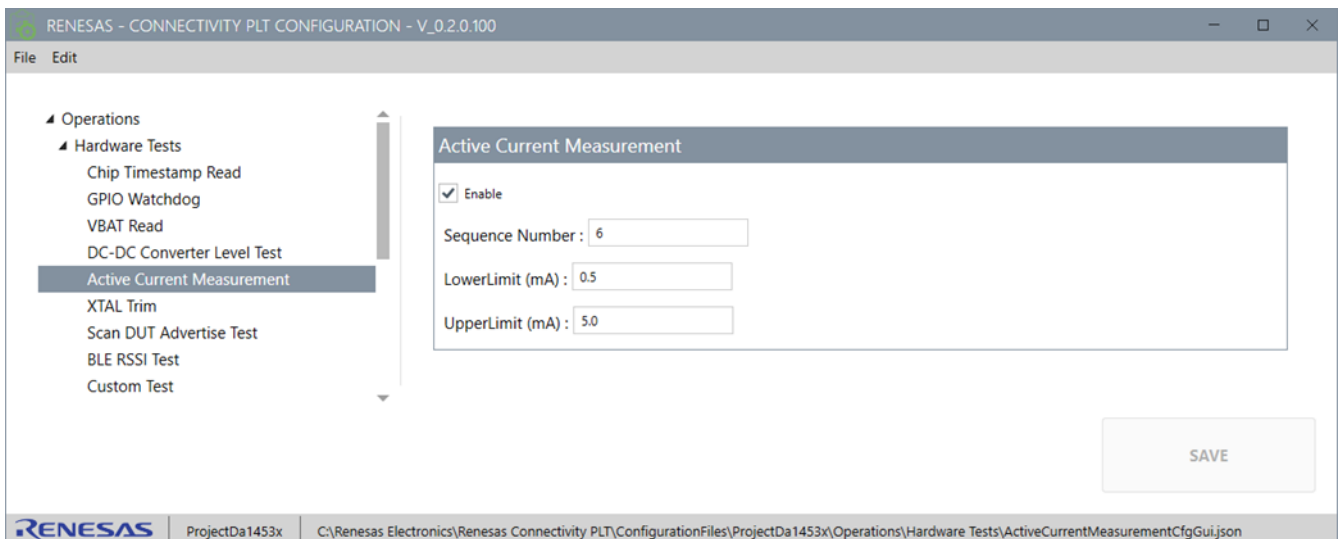 RENESAS - CONNECTIVITY PLT CONFIGURATION - V_0.2.0.100
File Edit
Operations
Hardware Tests
Chip Timestamp Read
GPIO Watchdog
VBAT Read
DC-DC Converter Level Test
Active Current Measurement
XTAL Trim
Scan DUT Advertise Test
BLE RSSI Test
Custom Test
Active Current Measurement
Enable
Sequence Number : 6
LowerLimit (mA) : 0.5
UpperLimit (mA) : 5.0
SAVE
RENESAS ProjectDa1453x C:\Renesas Electronics\Renesas Connectivity PLT\ConfigurationFiles\ProjectDa1453x\Operations\Hardware Tests\ActiveCurrentMeasurementCfgGui.json